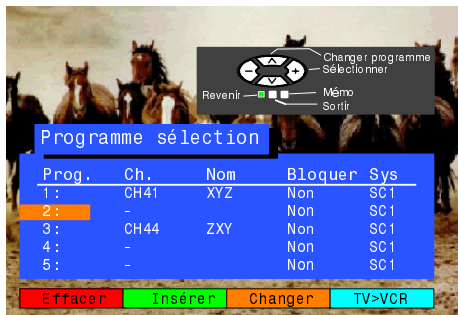 Changer programme
Sélectionner
Revenir
Mémo
Sortir
Programme sélection
Prog. Ch. Nom Bloquer Sys
1: CH41 XYZ Non SC1
2: - Non SC1
3: CH44 ZXY Non SC1
4: - Non SC1
5: - Non SC1
Effacer Insérer Changer TV>VCR